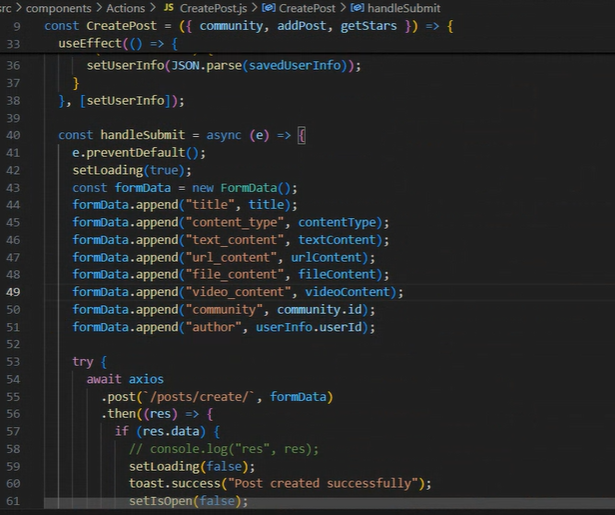 src > components > Actions > JS CreatePost.js > CreatePost > handleSubmit
9 const CreatePost = ({ community, addPost, getStars }) => {
33 useEffect(() => {
36 setUserInfo(JSON.parse(savedUserInfo));
37 }
38 }, [setUserInfo]);
39
40 const handleSubmit = async (e) => {
41 e.preventDefault();
42 setLoading(true);
43 const formData = new FormData();
44 formData.append("title", title);
45 formData.append("content_type", contentType);
46 formData.append("text_content", textContent);
47 formData.append("url_content", urlContent);
48 formData.append("file_content", fileContent);
49 formData.append("video_content", videoContent);
50 formData.append("community", community.id);
51 formData.append("author", userInfo.userId);
52
53 try {
54 await axios
55 .post(`/posts/create/`, formData)
56 .then((res) => {
57 if (res.data) {
58 // console.log("res", res);
59 setLoading(false);
60 toast.success("Post created successfully");
61 setIsOpen(false);